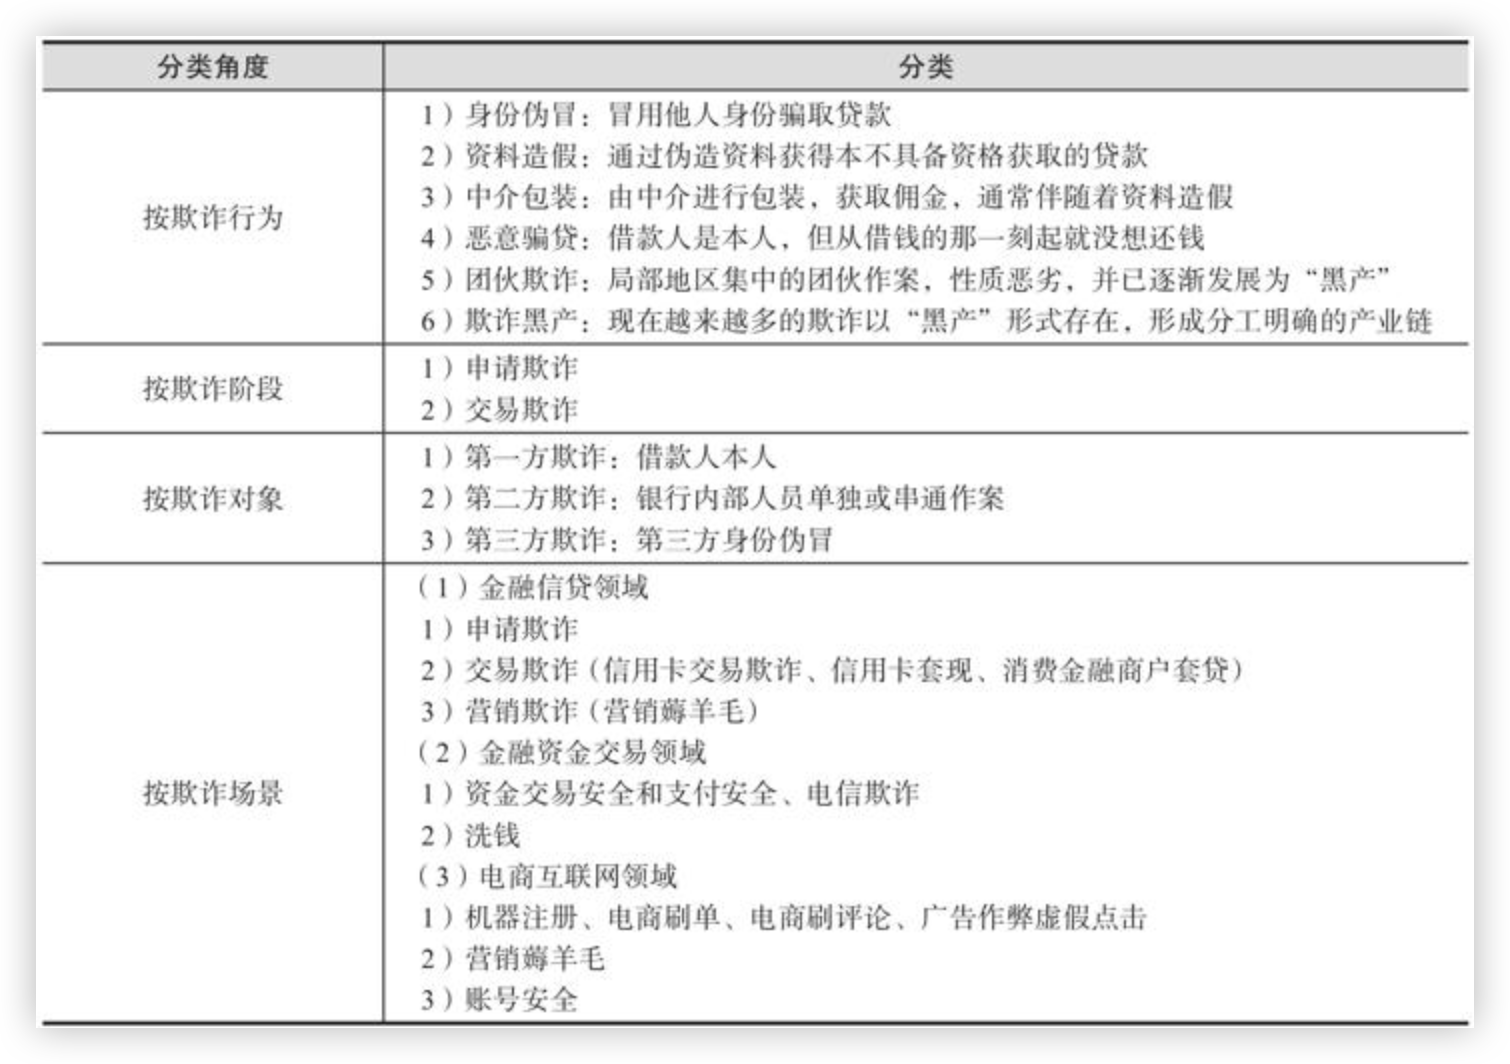 分类角度
分类
按欺诈行为
1）身份伪冒：冒用他人身份骗取贷款
2）资料造假：通过伪造资料获得本不具备资格获取的贷款
3）中介包装：由中介进行包装，获取佣金，通常伴随着资料造假
4）恶意骗贷：借款人是本人，但从借钱的那一刻起就没想还钱
5）团伙欺诈：局部地区集中的团伙作案，性质恶劣，并已逐渐发展为“黑产”
6）欺诈黑产：现在越来越多的欺诈以“黑产”形式存在，形成分工明确的产业链
按欺诈阶段
1）申请欺诈
2）交易欺诈
按欺诈对象
1）第一方欺诈：借款人本人
2）第二方欺诈：银行内部人员单独或串通作案
3）第三方欺诈：第三方身份伪冒
按欺诈场景
（1）金融信贷领域
1）申请欺诈
2）交易欺诈（信用卡交易欺诈、信用卡套现、消费金融商户套贷）
3）营销欺诈（营销薅羊毛）
（2）金融资金交易领域
1）资金交易安全和支付安全、电信欺诈
2）洗钱
（3）电商互联网领域
1）机器注册、电商刷单、电商刷评论、广告作弊虚假点击
2）营销薅羊毛
3）账号安全